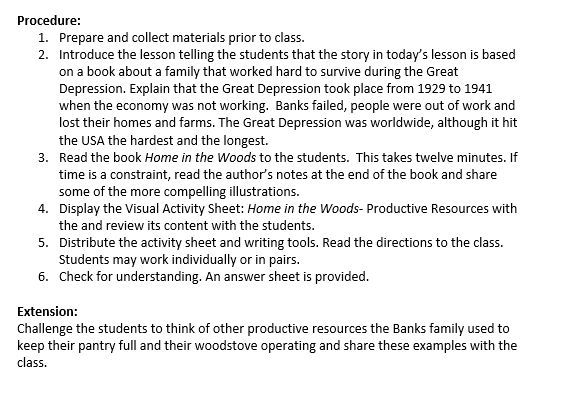 Procedure:
1. Prepare and collect materials prior to class.
2. Introduce the lesson telling the students that the story in today's lesson is based
on a book about a family that worked hard to survive during the Great
Depression. Explain that the Great Depression took place from 1929 to 1941
when the economy was not working.  Banks failed, people were out of work and
lost their homes and farms. The Great Depression was worldwide, although it hit
the USA the hardest and the longest.
3. Read the book Home in the Woods to the students.  This takes twelve minutes. If
time is a constraint, read the author's notes at the end of the book and share
some of the more compelling illustrations.
4. Display the Visual Activity Sheet: Home in the Woods- Productive Resources with
the and review its content with the students.
5. Distribute the activity sheet and writing tools. Read the directions to the class.
Students may work individually or in pairs.
6. Check for understanding. An answer sheet is provided.
Extension:
Challenge the students to think of other productive resources the Banks family used to
keep their pantry full and their woodstove operating and share these examples with the
class.